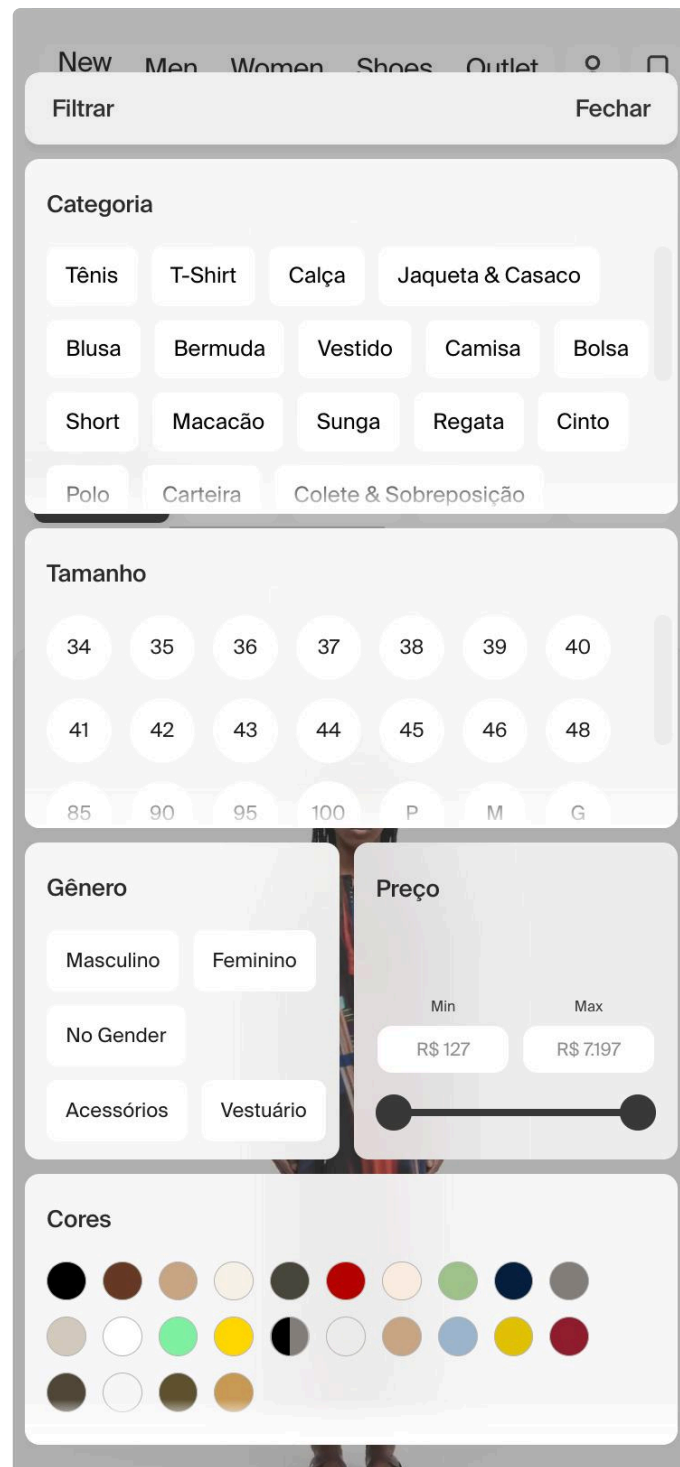 New Men Women Shoes Outlet
Filtrar Fechar
Categoria
Tênis T-Shirt Calça Jaqueta & Casaco
Blusa Bermuda Vestido Camisa Bolsa
Short Macacão Sunga Regata Cinto
Polo Carteira Colete & Sobreposição
Tamanho
34 35 36 37 38 39 40
41 42 43 44 45 46 48
85 90 95 100 P M G
Gênero
Masculino Feminino
No Gender
Acessórios Vestuário
Preço
Min Max
R$ 127 R$ 7.197
Cores